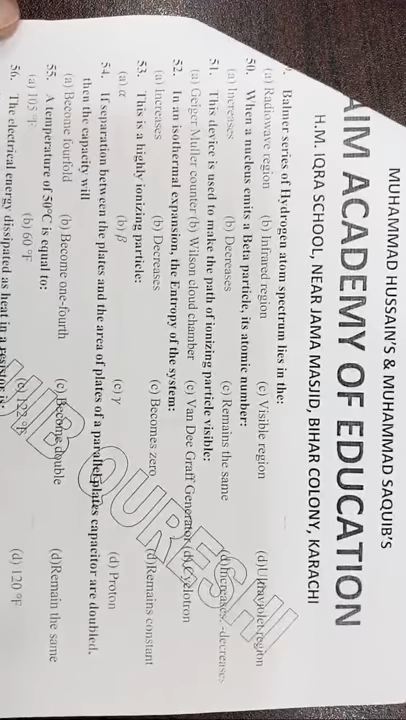 MUHAMMAD HUSSAIN'S & MUHAMMAD SAQUIB'S
AIM ACADEMY OF EDUCATION
H.M. IQRA SCHOOL, NEAR JAMA MASJID, BIHAR COLONY, KARACHI
. Balmer series of Hydrogen atom spectrum lies in the:
(a) Radiowave region (b) Infrared region (c) Visible region (d) Ultraviolet region
50. When a nucleus emits a Beta particle, its atomic number:
(a) Increases (b) Decreases (c) Remains the same (d) Increases -decreases
51. This device is used to make the path of ionizing particle visible:
(a) Geiger Muller counter (b) Wilson cloud chamber (c) Van Dec Graff Generator (d) Cyclotron
52. In an isothermal expansion, the Entropy of the system:
(a) Increases (b) Decreases (c) Becomes zero (d) Remains constant
53. This is a highly ionizing particle:
(a) α (b) β (c) γ (d) Proton
54. If separation between the plates and the area of plates of a parallel plates capacitor are doubled,
then the capacity will
(a) Become fourfold (b) Become one-fourth (c) Become double (d)Remain the same
55. A temperature of 50°C is equal to:
(a) 105 °F (b) 60 °F (c) 122 °F (d) 120 °F
56. The electrical energy dissipated as heat in a resistor is:
QURESHI